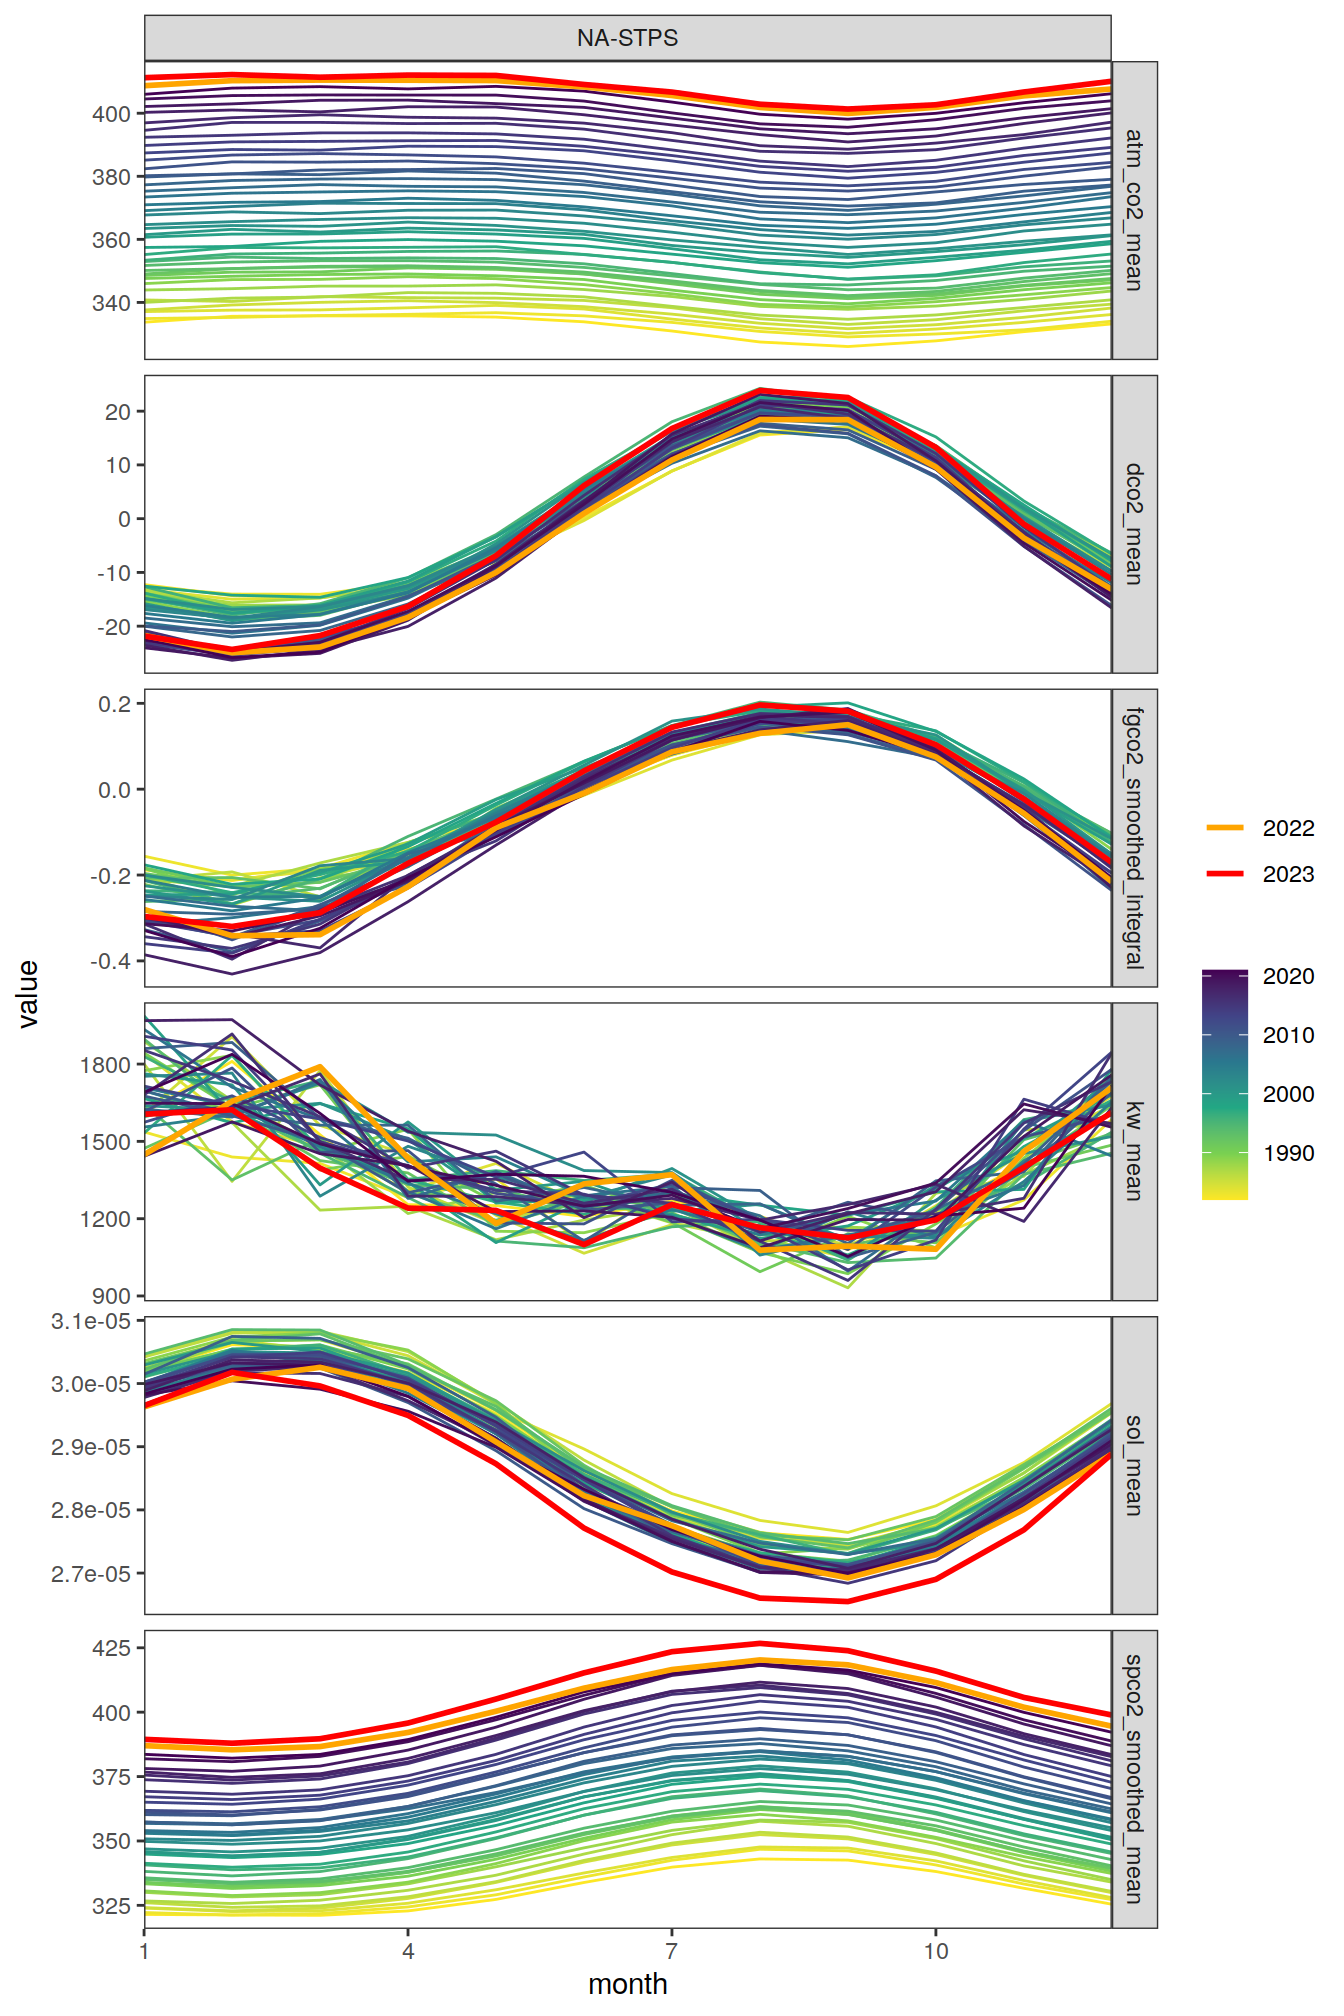 NA-STPS
400
380
360
340
atm_co2_mean
20
10
0
-10
-20
dco2_mean
0.2
0.0
-0.2
-0.4
fgco2_smoothed_integral
1800
1500
1200
900
kw_mean
3.1e-05
3.0e-05
2.9e-05
2.8e-05
2.7e-05
sol_mean
425
400
375
350
325
spco2_smoothed_mean
1
4
7
10
month
value
2022
2023
2020
2010
2000
1990